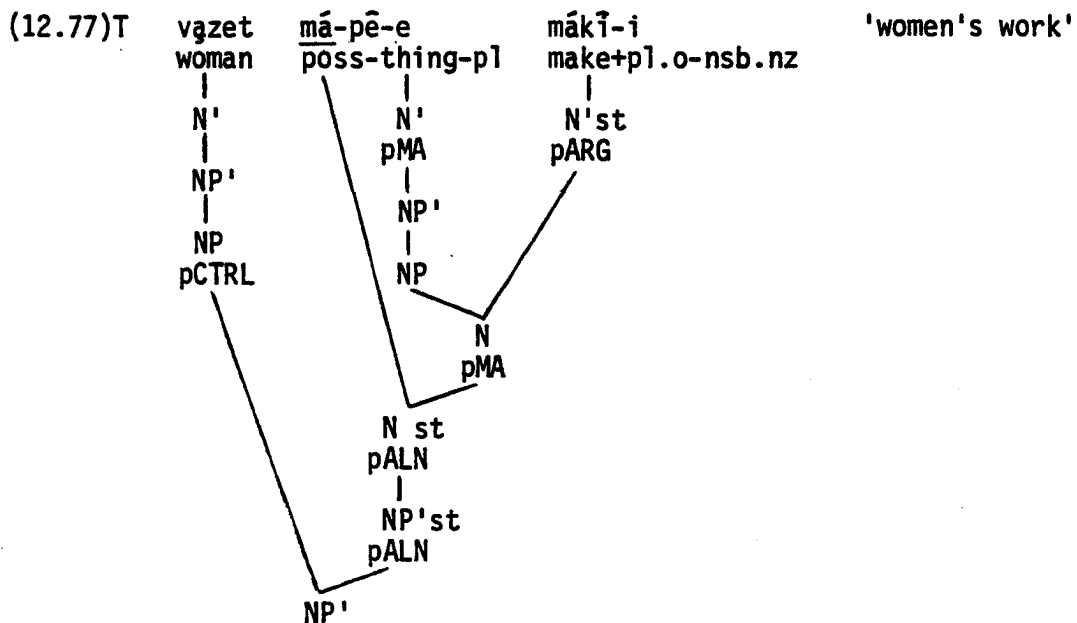 (12.77)T vązet má-pê-e mákî-i 'women's work'
woman poss-thing-pl make+pl.o-nsb.nz
N' N' N'st
pMA pARG
NP' NP'
NP NP
pCTRL
N
pMA
N st
pALN
NP'st
pALN
NP'